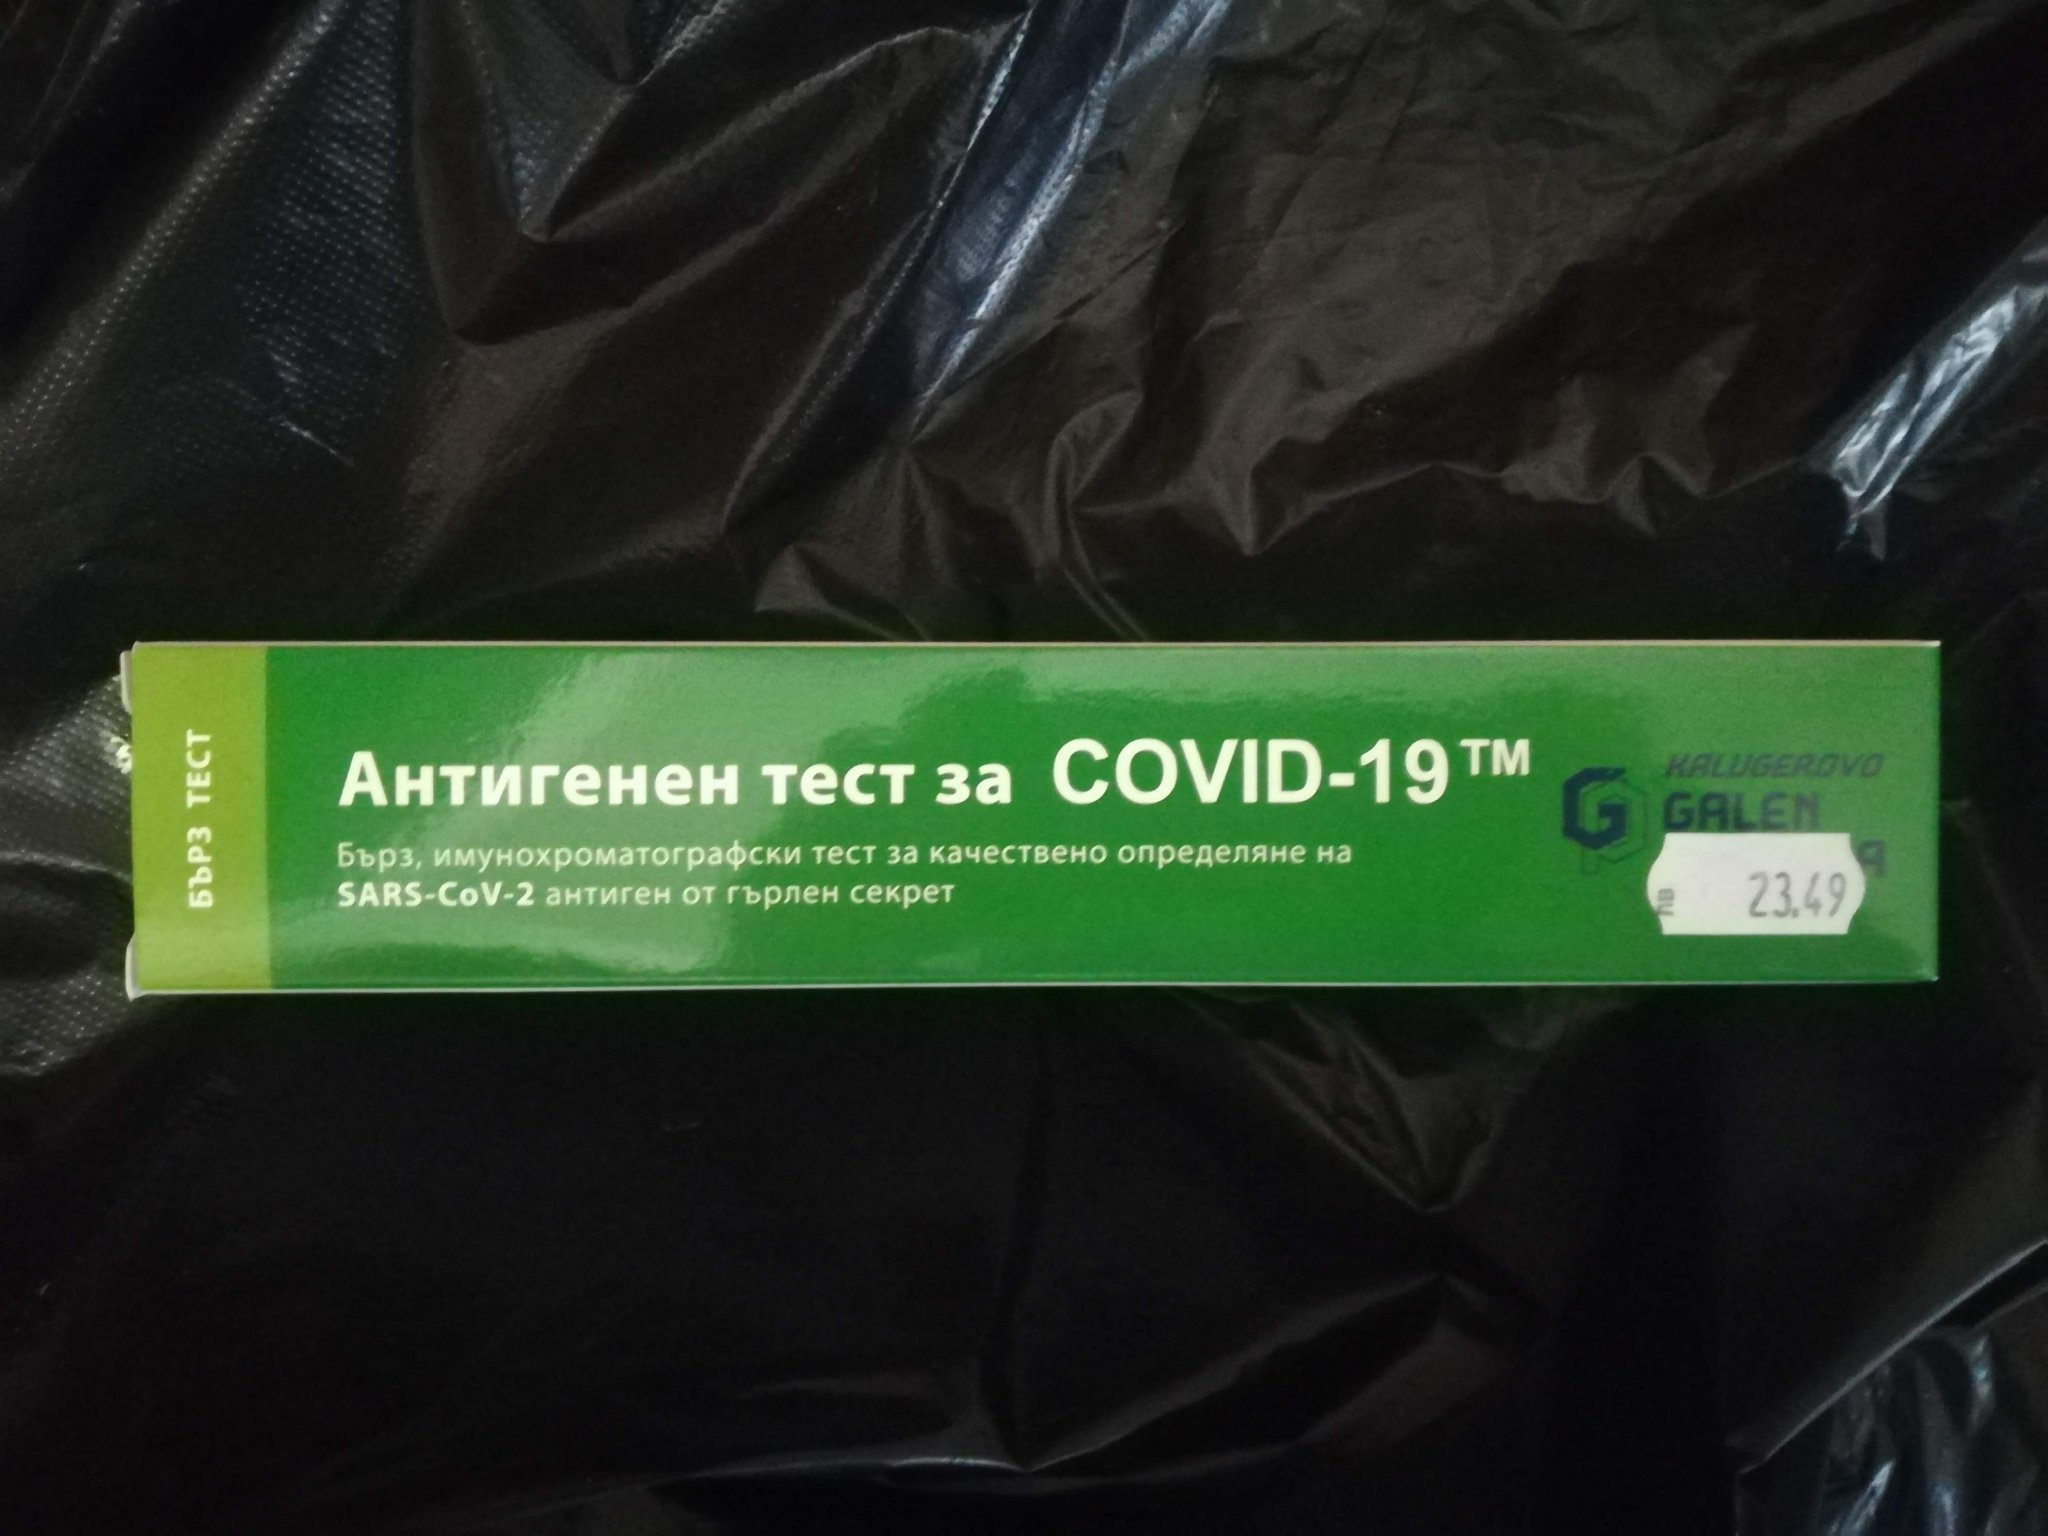 БЪРЗ ТЕСТ
Антигенен тест за COVID-19™
Бърз, имунохроматографски тест за качествено определяне на
SARS-CoV-2 антиген от гърлен секрет
KALUGEROVO
GALEN
лв 23.49